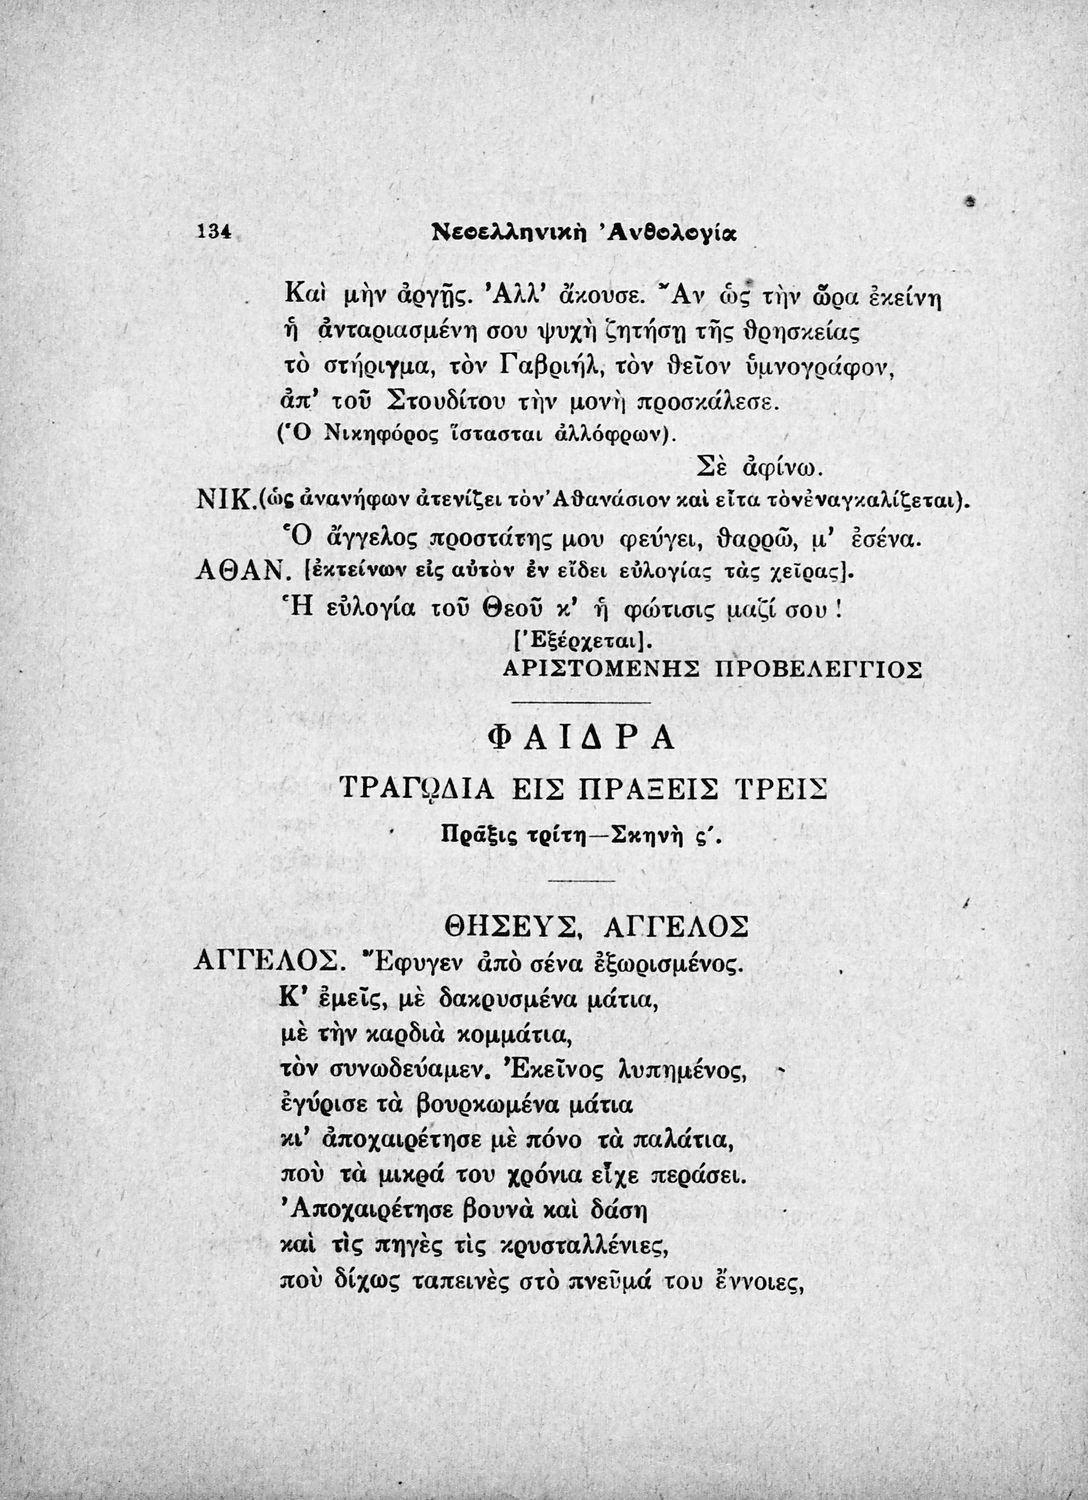 134 Νεοελληνικὴ Ἀνθολογία
Καὶ μὴν ἀργῇς. Ἀλλ' ἄκουσε. Ἂν ὡς τὴν ὥρα ἐκείνη
ἡ ἀνταριασμένη σου ψυχὴ ζητήσῃ τῆς θρησκείας
τὸ στήριγμα, τὸν Γαβριήλ, τὸν θεῖον ὑμνογράφον,
ἀπ' τοῦ Στουδίτου τὴν μονὴ προσκάλεσε.
(Ὁ Νικηφόρος ἵστασται ἀλλόφρων).
Σὲ ἀφίνω.
ΝΙΚ.(ὡς ἀνανήφων ἀτενίζει τὸν Ἀθανάσιον καὶ εἶτα τὸνἐναγκαλίζεται).
Ὁ ἄγγελος προστάτης μου φεύγει, θαρρῶ, μ' ἐσένα.
ΑΘΑΝ. [ἐκτείνων εἰς αὐτὸν ἐν εἴδει εὐλογίας τὰς χεῖρας].
Ἡ εὐλογία τοῦ Θεοῦ κ' ἡ φώτισις μαζί σου !
[Ἐξέρχεται].
ΑΡΙΣΤΟΜΕΝΗΣ ΠΡΟΒΕΛΕΓΓΙΟΣ
ΦΑΙΔΡΑ
ΤΡΑΓῼΔΙΑ ΕΙΣ ΠΡΑΞΕΙΣ ΤΡΕΙΣ
Πρᾶξις τρίτη—Σκηνὴ ς΄.
ΘΗΣΕΥΣ, ΑΓΓΕΛΟΣ
ΑΓΓΕΛΟΣ. Ἔφυγεν ἀπὸ σένα ἐξωρισμένος.
Κ' ἐμεῖς, μὲ δακρυσμένα μάτια,
μὲ τὴν καρδιὰ κομμάτια,
τὸν συνωδεύαμεν. Ἐκεῖνος λυπημένος,
ἐγύρισε τὰ βουρκωμένα μάτια
κι' ἀποχαιρέτησε μὲ πόνο τὰ παλάτια,
ποὺ τὰ μικρά του χρόνια εἶχε περάσει.
Ἀποχαιρέτησε βουνὰ καὶ δάση
καὶ τὶς πηγὲς τὶς κρυσταλλένιες,
ποὺ δίχως ταπεινὲς στὸ πνεῦμά του ἔννοιες,